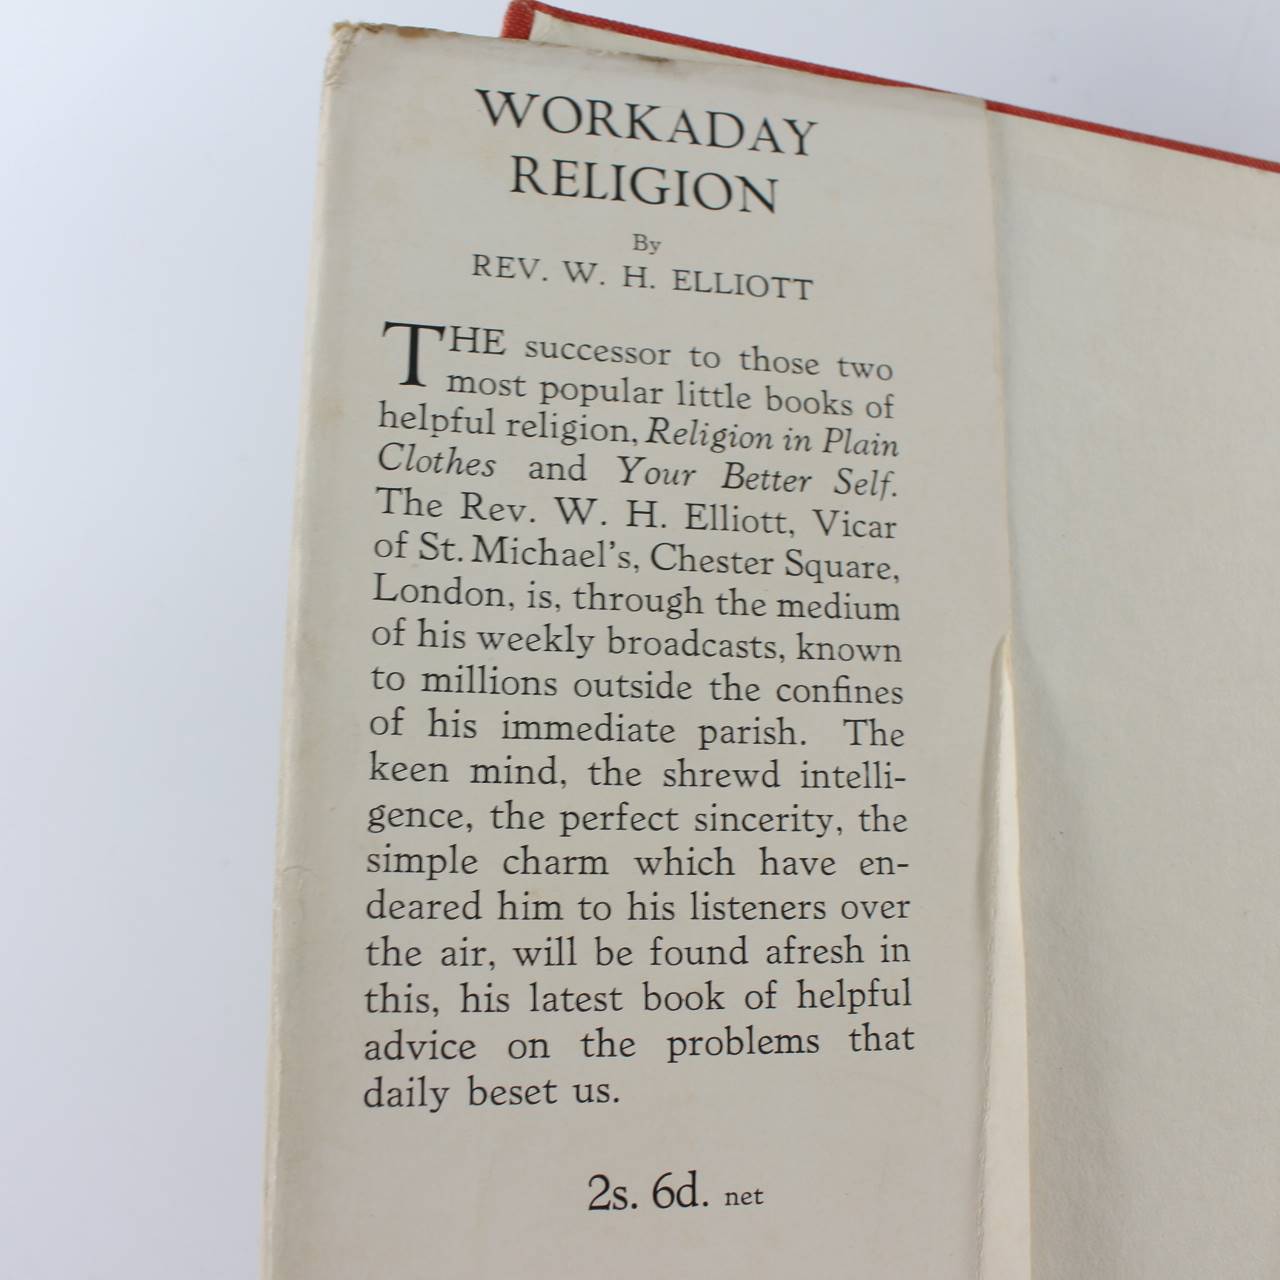 WORKADAY
RELIGION
By
REV. W. H. ELLIOTT
THE successor to those two
most popular little books of
helpful religion, Religion in Plain
Clothes and Your Better Self.
The Rev. W. H. Elliott, Vicar
of St. Michael's, Chester Square,
London, is, through the medium
of his weekly broadcasts, known
to millions outside the confines
of his immediate parish. The
keen mind, the shrewd intelli-
gence, the perfect sincerity, the
simple charm which have en-
deared him to his listeners over
the air, will be found afresh in
this, his latest book of helpful
advice on the problems that
daily beset us.
2s. 6d. net